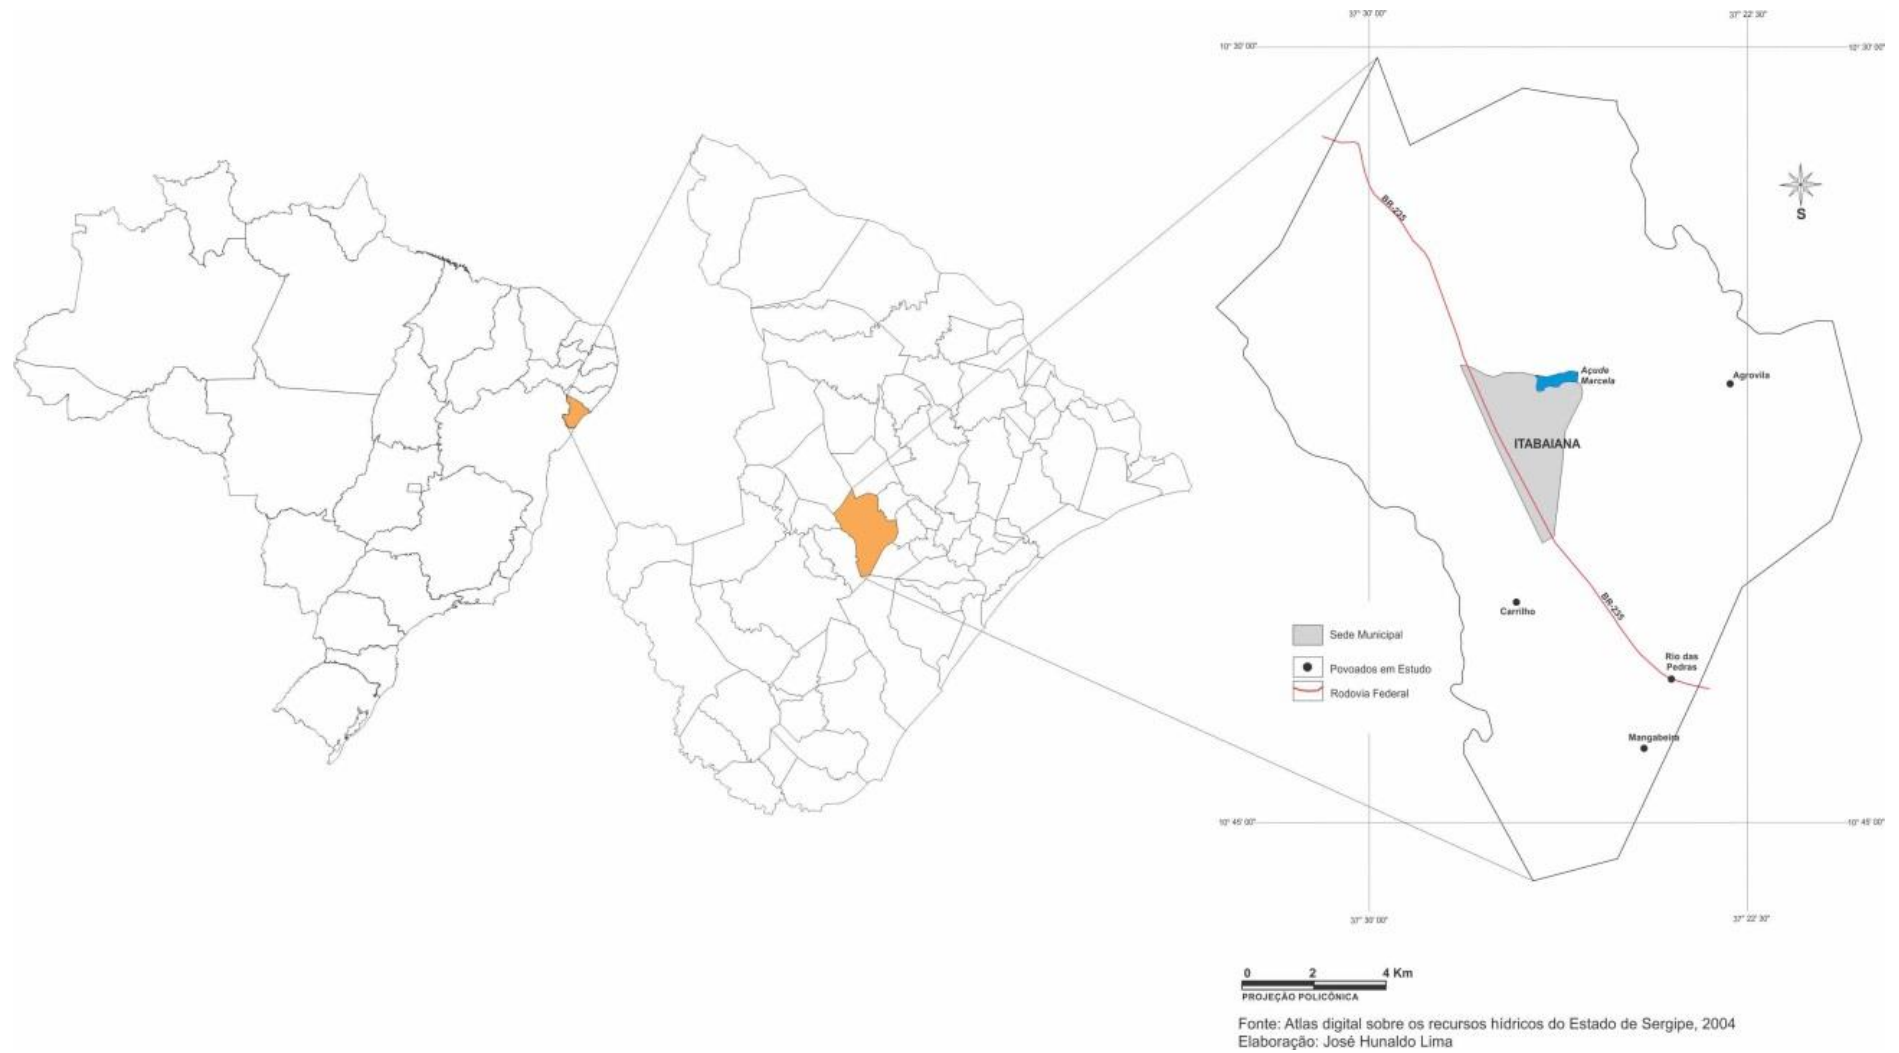 37° 30' 00"
37° 22' 30"
10° 30' 00"
10° 30' 00"
BR-235
S
Açude
Marcela
Agrovila
ITABAIANA
BR-235
Carrilho
Sede Municipal
Rio das
Pedras
Povoados em Estudo
Rodovia Federal
Mangabeira
10° 45' 00"
10° 45' 00"
37° 30' 00"
37° 22' 30"
0 2 4 Km
PROJEÇÃO POLICÔNICA
Fonte: Atlas digital sobre os recursos hídricos do Estado de Sergipe, 2004
Elaboração: José Hunaldo Lima